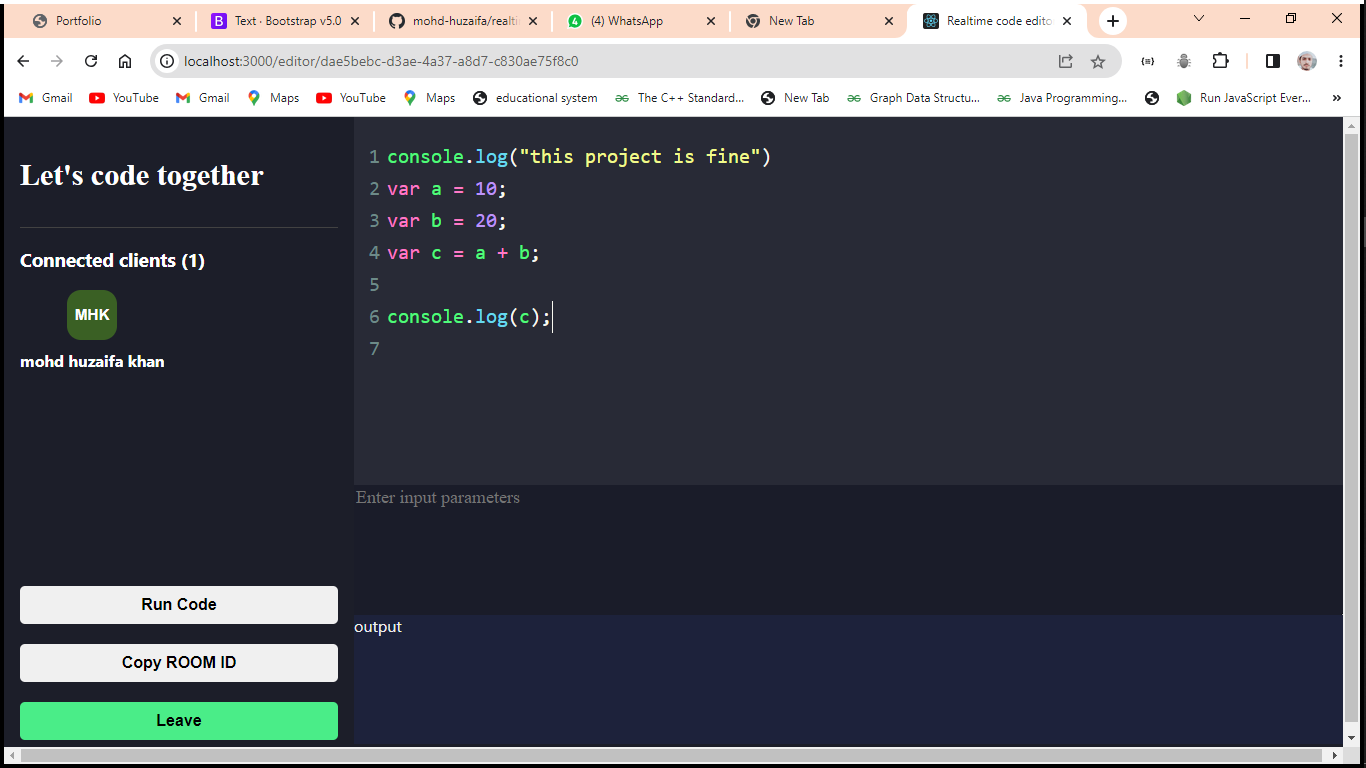 Portfolio
Text · Bootstrap v5.0
mohd-huzaifa/realti
(4) WhatsApp
New Tab
Realtime code edito
localhost:3000/editor/dae5bebc-d3ae-4a37-a8d7-c830ae75f8c0
Gmail
YouTube
Gmail
Maps
YouTube
Maps
educational system
The C++ Standard...
New Tab
Graph Data Structu...
Java Programming...
Run JavaScript Ever...
»
Let's code together
Connected clients (1)
MHK
mohd huzaifa khan
Run Code
Copy ROOM ID
Leave
1 console.log("this project is fine")
2 var a = 10;
3 var b = 20;
4 var c = a + b;
5
6 console.log(c);
7
Enter input parameters
output